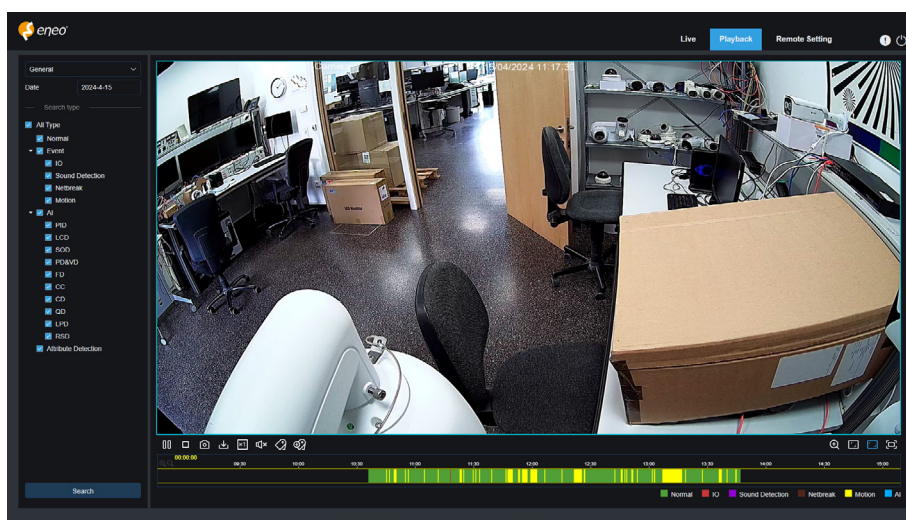 eneo
Live
Playback
Remote Setting
General
Date
2024-4-15
Search type
All Type
Normal
Event
IO
Sound Detection
Netbreak
Motion
AI
PID
LCD
SOD
PD&VD
FD
CC
CD
QD
LPD
RSD
Attribute Detection
Search
15/04/2024 11:17:35
LED Monitor
x1
00:00:00
09:30
10:00
10:30
11:00
11:30
12:00
12:30
13:00
13:30
14:00
14:30
15:00
Normal
IO
Sound Detection
Netbreak
Motion
AI